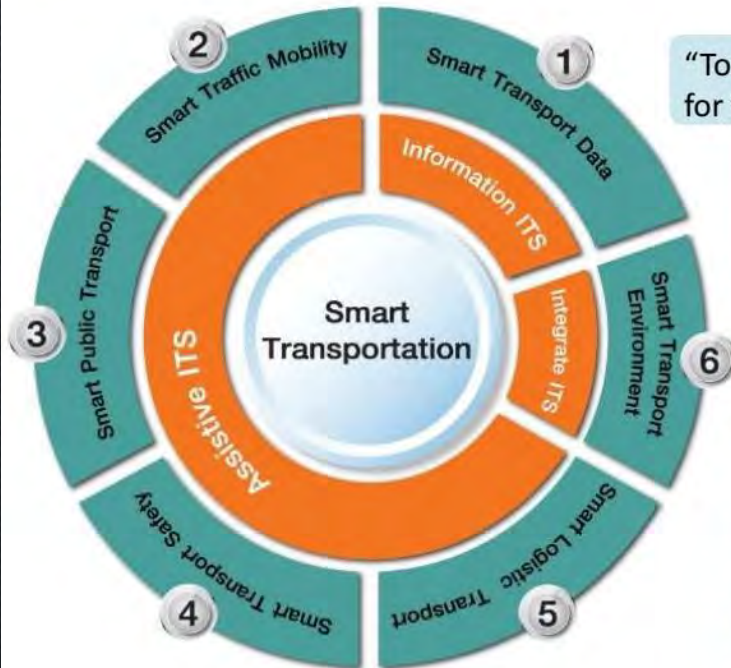 2
Smart Traffic Mobility
1
Smart Transport Data
“To
for
Information ITS
Smart
Transportation
Integrate ITS
Smart Transport
Environment
6
3
Smart Public Transport
Assistive ITS
4
Smart Transport Safety
5
Smart Logistic Transport